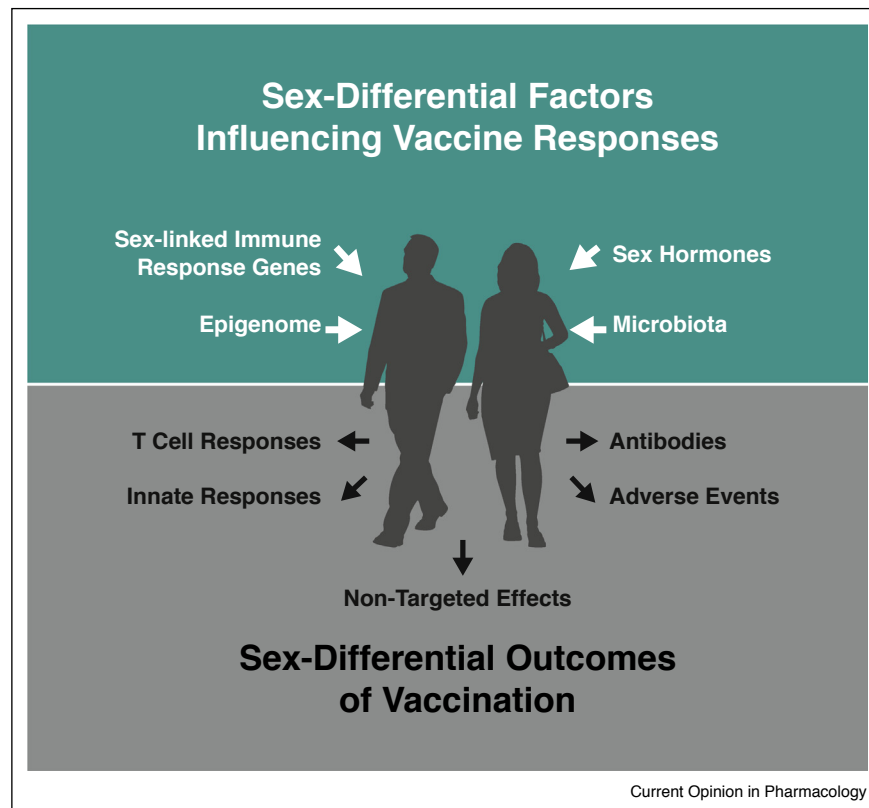 Sex-Differential Factors
Influencing Vaccine Responses
Sex-linked Immune
Response Genes
Sex Hormones
Epigenome
Microbiota
T Cell Responses
Antibodies
Innate Responses
Adverse Events
Non-Targeted Effects
Sex-Differential Outcomes
of Vaccination
Current Opinion in Pharmacology